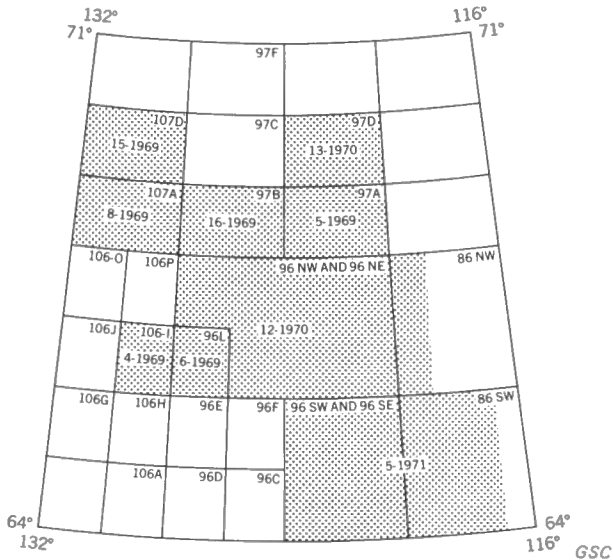 132° 116°
71° 71°
97F
107D 97C 97D
15-1969 13-1970
107A 97B 97A
8-1969 16-1969 5-1969
106-O 106P 96 NW AND 96 NE 86 NW
106J 106-I 96L 12-1970
4-1969 6-1969
106G 106H 96E 96F 96 SW AND 96 SE 86 SW
106A 96D 96C 5-1971
64° 64°
132° 116°
GSC